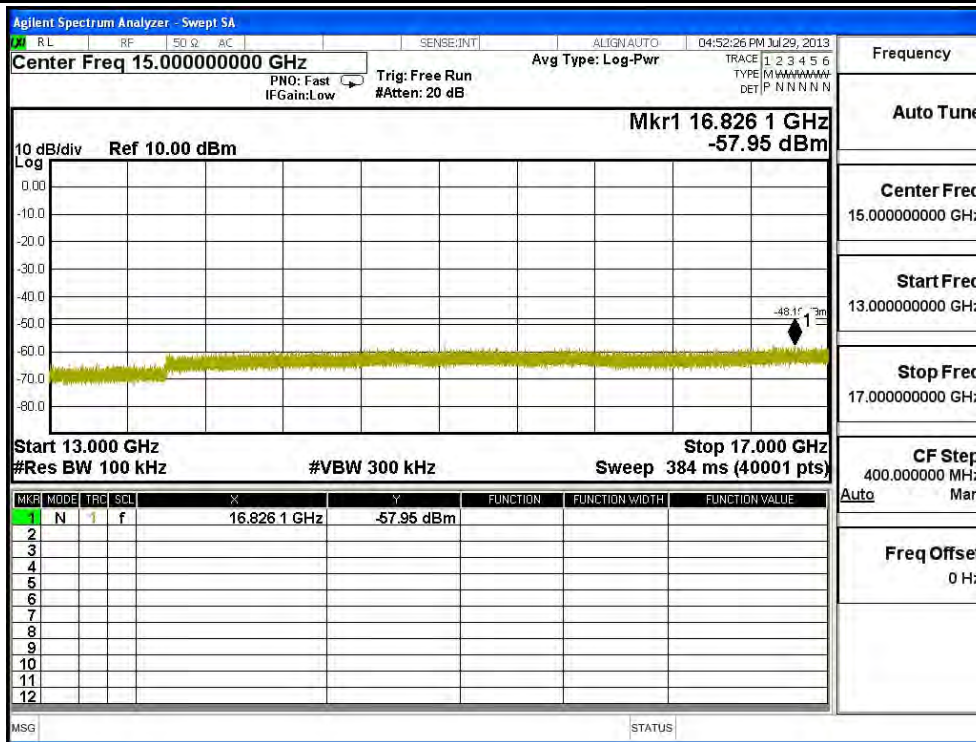 Agilent Spectrum Analyzer - Swept SA
RL RF 50 Ω AC SENSE:INT ALIGN AUTO 04:52:26 PM Jul 29, 2013
Center Freq 15.000000000 GHz
PNO: Fast
IFGain:Low
Trig: Free Run
#Atten: 20 dB
Avg Type: Log-Pwr
TRACE 1 2 3 4 5 6
TYPE M
DET P N N N N N
Mkr1 16.826 1 GHz
-57.95 dBm
10 dB/div Ref 10.00 dBm
Log
0.00
-10.0
-20.0
-30.0
-40.0
-50.0
-60.0
-70.0
-80.0
1
Start 13.000 GHz Stop 17.000 GHz
#Res BW 100 kHz #VBW 300 kHz Sweep 384 ms (40001 pts)
MKR MODE TRC SCL X Y FUNCTION FUNCTION WIDTH FUNCTION VALUE
1 N 1 f 16.826 1 GHz -57.95 dBm
2
3
4
5
6
7
8
9
10
11
12
MSG STATUS
Frequency
Auto Tune
Center Freq
15.000000000 GHz
Start Freq
13.000000000 GHz
Stop Freq
17.000000000 GHz
CF Step
400.000000 MHz
Auto Man
Freq Offset
0 Hz